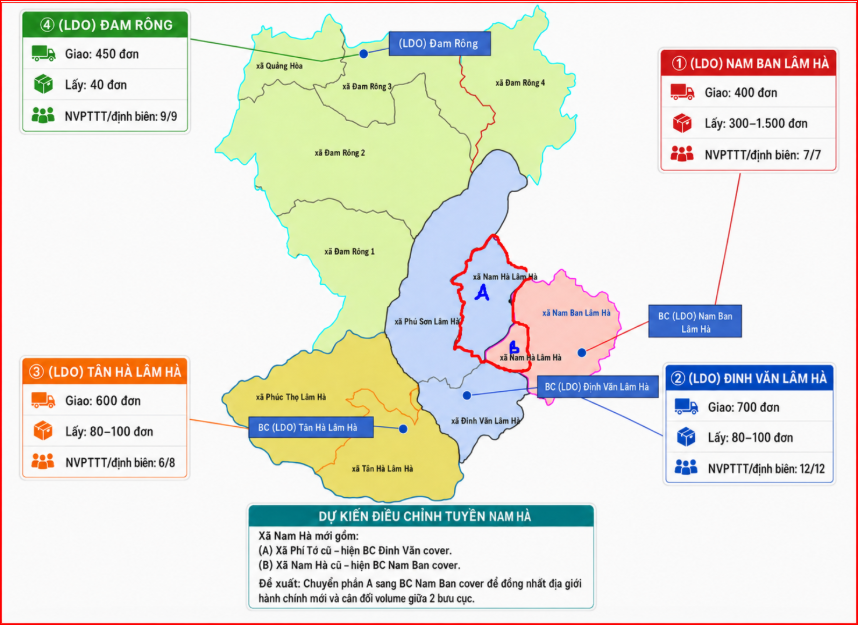 ④ (LDO) ĐAM RÔNG
Giao: 450 đơn
Lấy: 40 đơn
NVPTTT/định biên: 9/9
(LDO) Đam Rông
xã Quảng Hòa
xã Đam Rông 3
xã Đam Rông 4
xã Đam Rông 2
xã Đam Rông 1
① (LDO) NAM BAN LÂM HÀ
Giao: 400 đơn
Lấy: 300–1.500 đơn
NVPTTT/định biên: 7/7
xã Nam Hà Lâm Hà
A
xã Nam Ban Lâm Hà
xã Phú Sơn Lâm Hà
BC (LDO) Nam Ban
Lâm Hà
B
xã Nam Hà Lâm Hà
③ (LDO) TÂN HÀ LÂM HÀ
Giao: 600 đơn
Lấy: 80–100 đơn
NVPTTT/định biên: 6/8
xã Phúc Thọ Lâm Hà
BC (LDO) Tân Hà Lâm Hà
xã Tân Hà Lâm Hà
xã Đinh Văn Lâm Hà
BC (LDO) Đinh Văn Lâm Hà
② (LDO) ĐINH VĂN LÂM HÀ
Giao: 700 đơn
Lấy: 80–100 đơn
NVPTTT/định biên: 12/12
DỰ KIẾN ĐIỀU CHỈNH TUYẾN NAM HÀ
Xã Nam Hà mới gồm:
(A) Xã Phi Tớ cũ – hiện BC Đinh Văn cover.
(B) Xã Nam Hà cũ – hiện BC Nam Ban cover.
Đề xuất: Chuyển phần A sang BC Nam Ban cover để đồng nhất địa giới
hành chính mới và cân đối volume giữa 2 bưu cục.